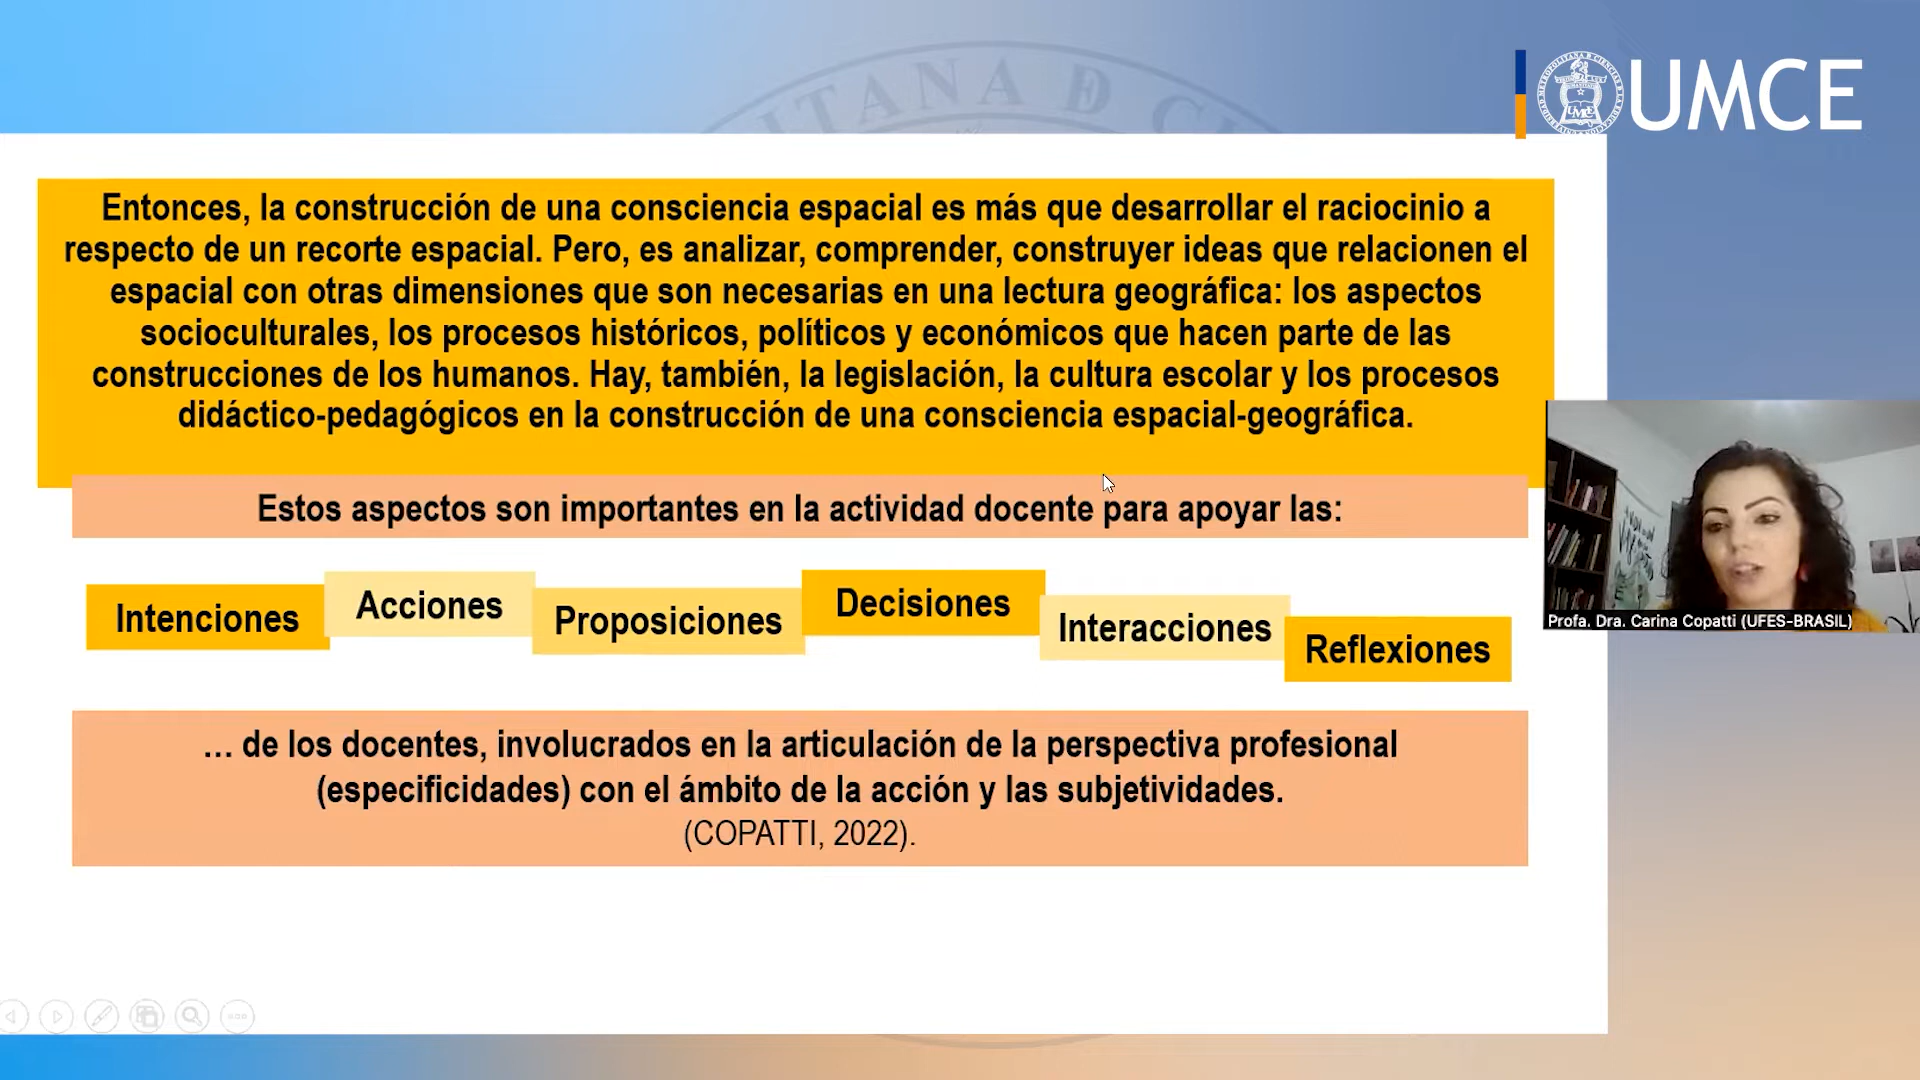 UMCE
Entonces, la construcción de una consciencia espacial es más que desarrollar el raciocinio a
respecto de un recorte espacial. Pero, es analizar, comprender, construyer ideas que relacionen el
espacial con otras dimensiones que son necesarias en una lectura geográfica: los aspectos
socioculturales, los procesos históricos, políticos y económicos que hacen parte de las
construcciones de los humanos. Hay, también, la legislación, la cultura escolar y los procesos
didáctico-pedagógicos en la construcción de una consciencia espacial-geográfica.
Estos aspectos son importantes en la actividad docente para apoyar las:
Intenciones
Acciones
Proposiciones
Decisiones
Interacciones
Reflexiones
Profa. Dra. Carina Copatti (UFES-BRASIL)
... de los docentes, involucrados en la articulación de la perspectiva profesional
(especificidades) con el ámbito de la acción y las subjetividades.
(COPATTI, 2022).